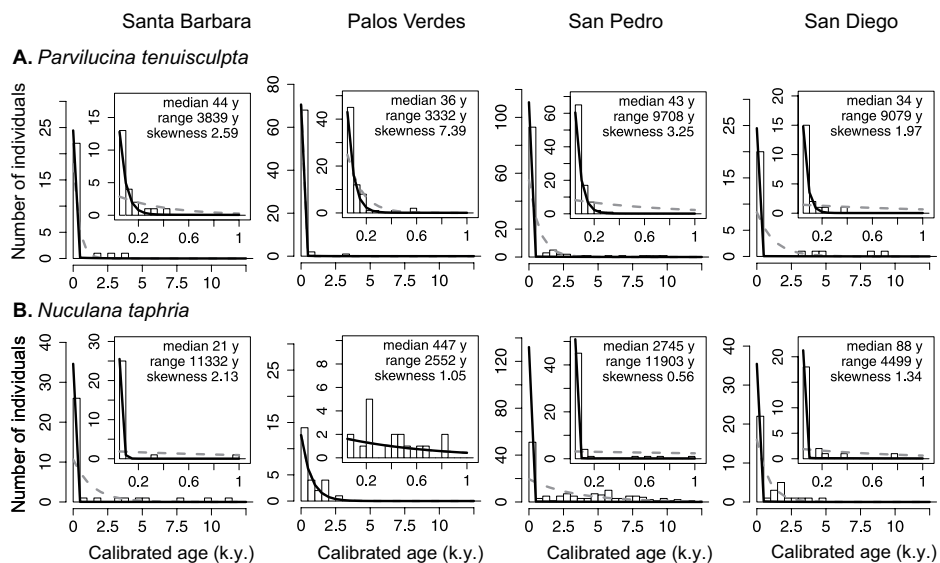 Santa Barbara Palos Verdes San Pedro San Diego
A. Parvilucina tenuisculpta
Number of individuals
0 5 15 25
median 44 y
range 3839 y
skewness 2.59
0 5 10 15
0.2 0.6 1
0 2.5 5 7.5 10
0 20 40 60 80
median 36 y
range 3332 y
skewness 7.39
0 20 40
0.2 0.6 1
0 2.5 5 7.5 10
0 20 60 100
median 43 y
range 9708 y
skewness 3.25
0 10 20 30 40 50 60
0.2 0.6 1
0 2.5 5 7.5 10
0 5 15 25
median 34 y
range 9079 y
skewness 1.97
0 5 10 15 20
0.2 0.6 1
0 2.5 5 7.5 10
B. Nuculana taphria
Number of individuals
0 10 20 30 40
median 21 y
range 11332 y
skewness 2.13
0 10 20 30
0.2 0.6 1
0 2.5 5 7.5 10
Calibrated age (k.y.)
0 5 15 25
median 447 y
range 2552 y
skewness 1.05
0 2 4 6 8
0.2 0.6 1
0 2.5 5 7.5 10
Calibrated age (k.y.)
0 40 80 120
median 2745 y
range 11903 y
skewness 0.56
0 10 20 30 40 50
0.2 0.6 1
0 2.5 5 7.5 10
Calibrated age (k.y.)
0 10 20 30 40
median 88 y
range 4499 y
skewness 1.34
0 5 10 15 20
0.2 0.6 1
0 2.5 5 7.5 10
Calibrated age (k.y.)